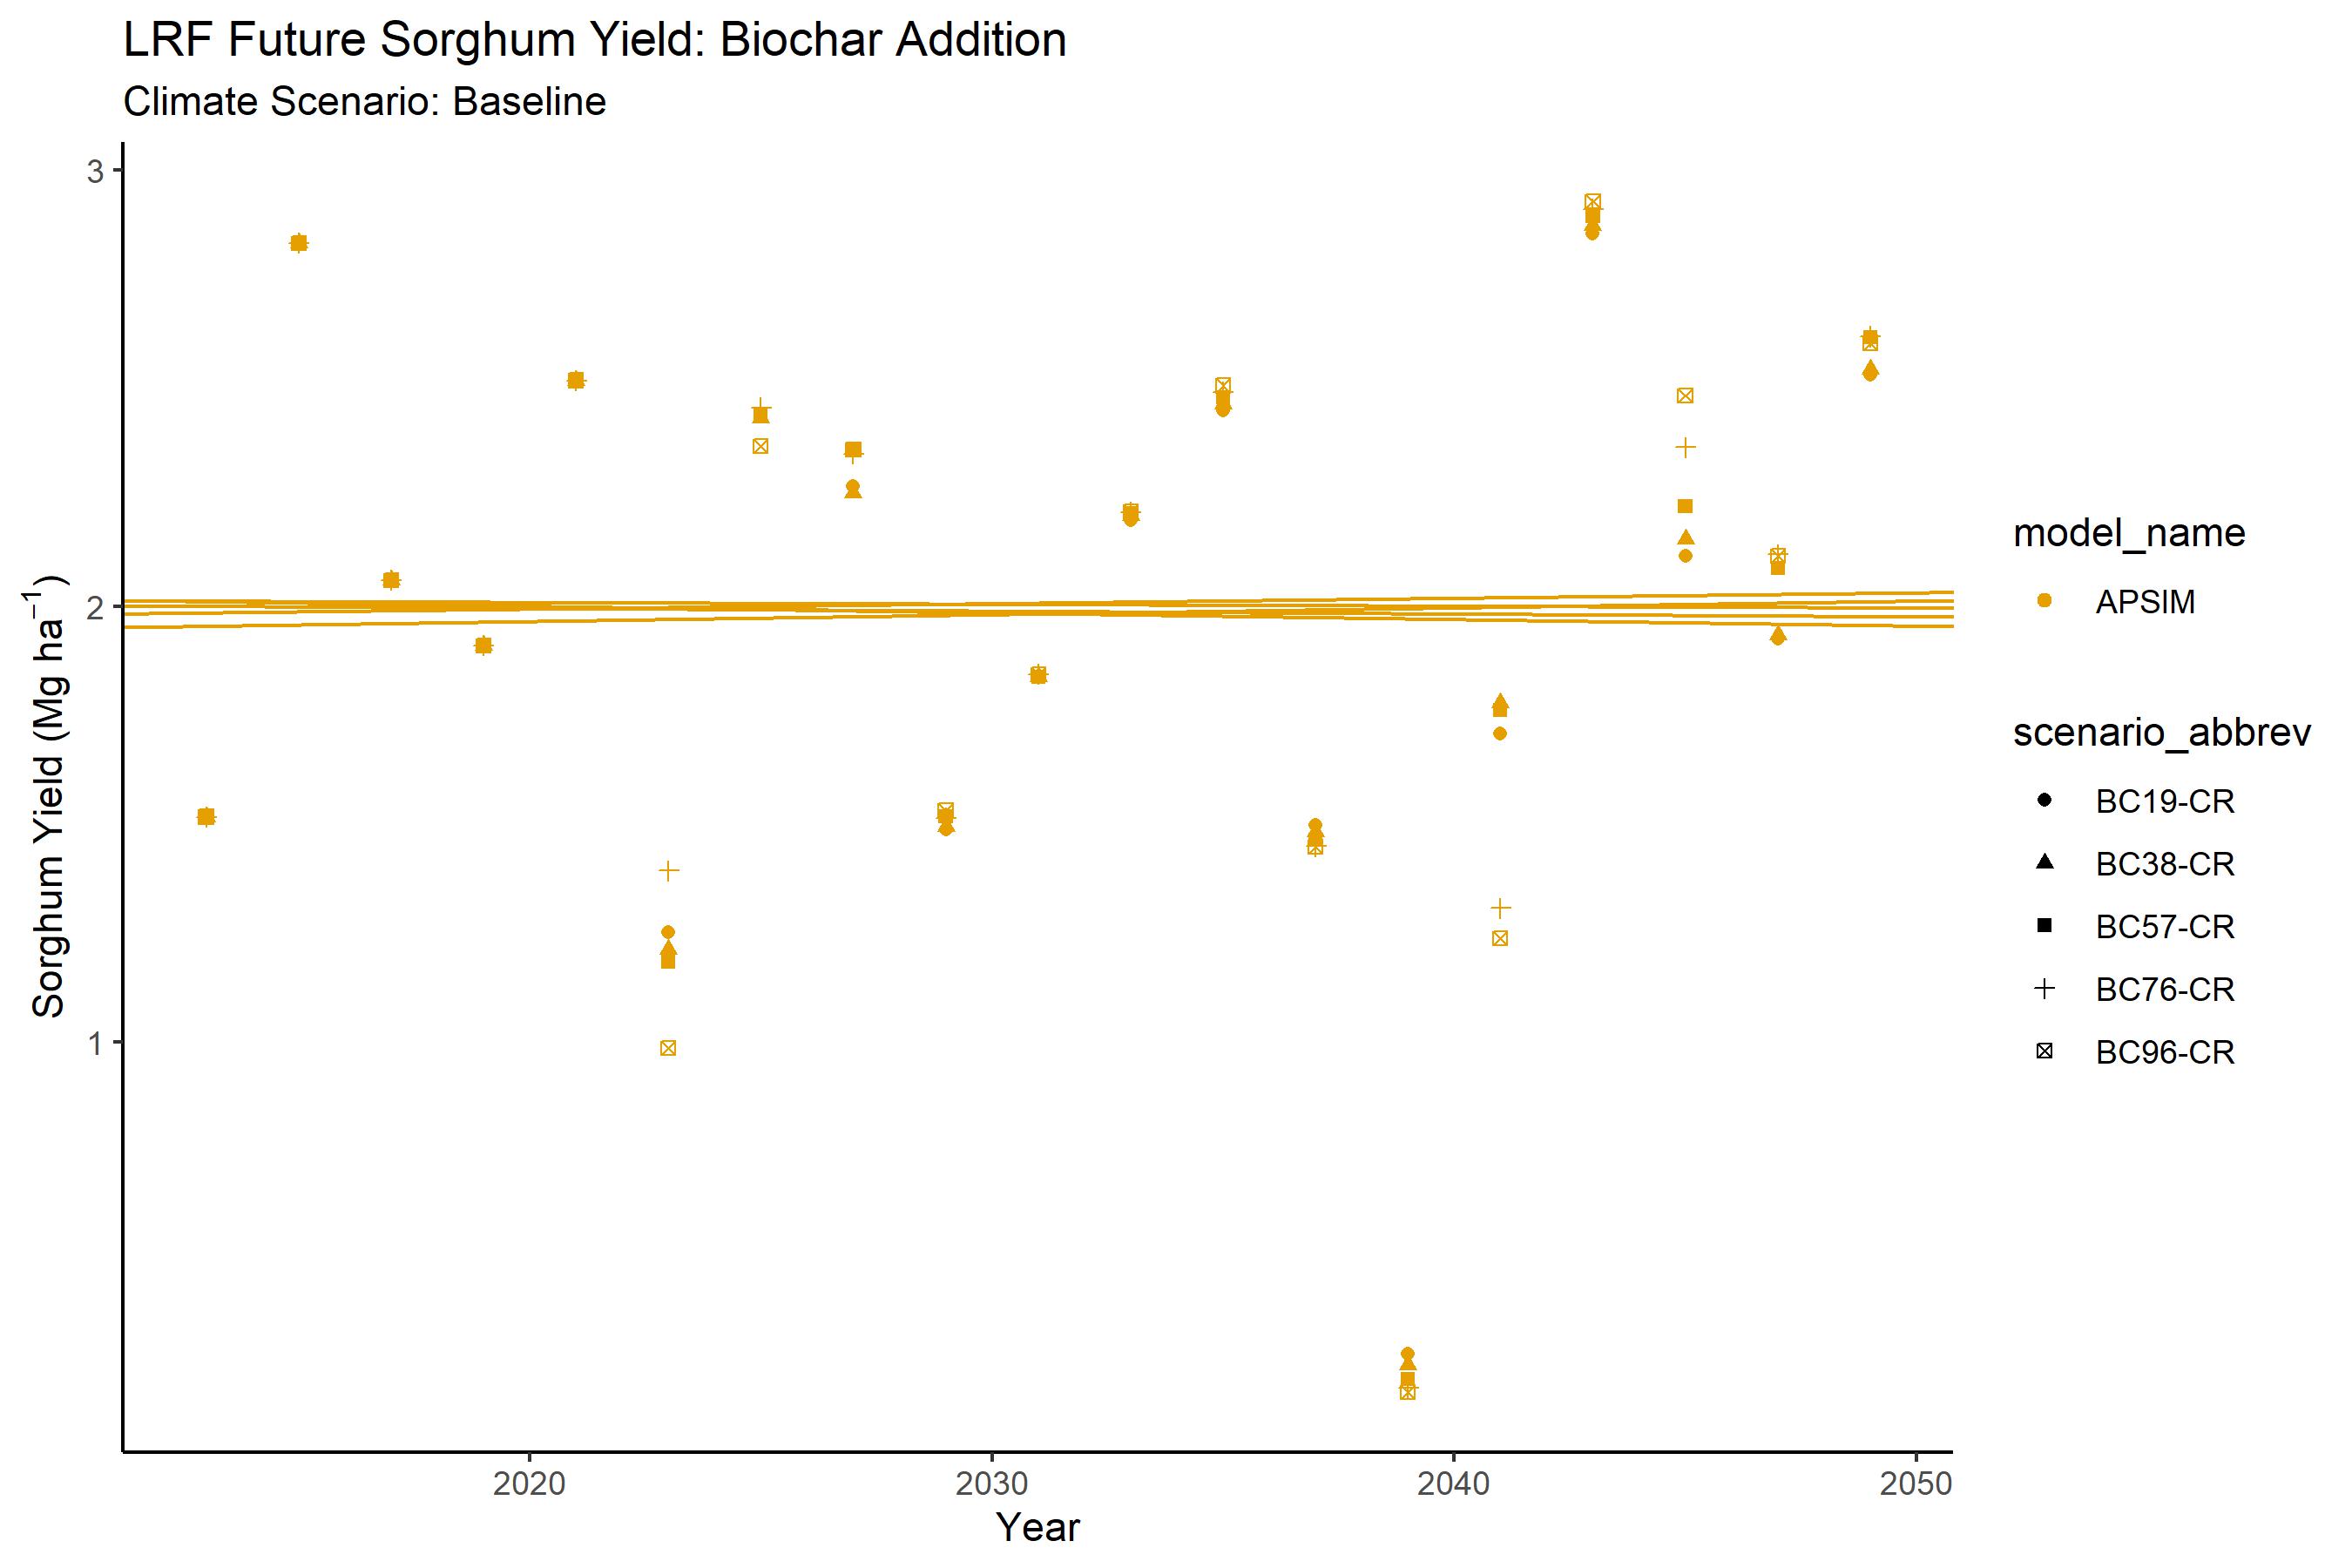 LRF Future Sorghum Yield: Biochar Addition
Climate Scenario: Baseline
3
2
1
Sorghum Yield (Mg ha⁻¹)
2020
2030
2040
2050
Year
model_name
APSIM
scenario_abbrev
BC19-CR
BC38-CR
BC57-CR
BC76-CR
BC96-CR